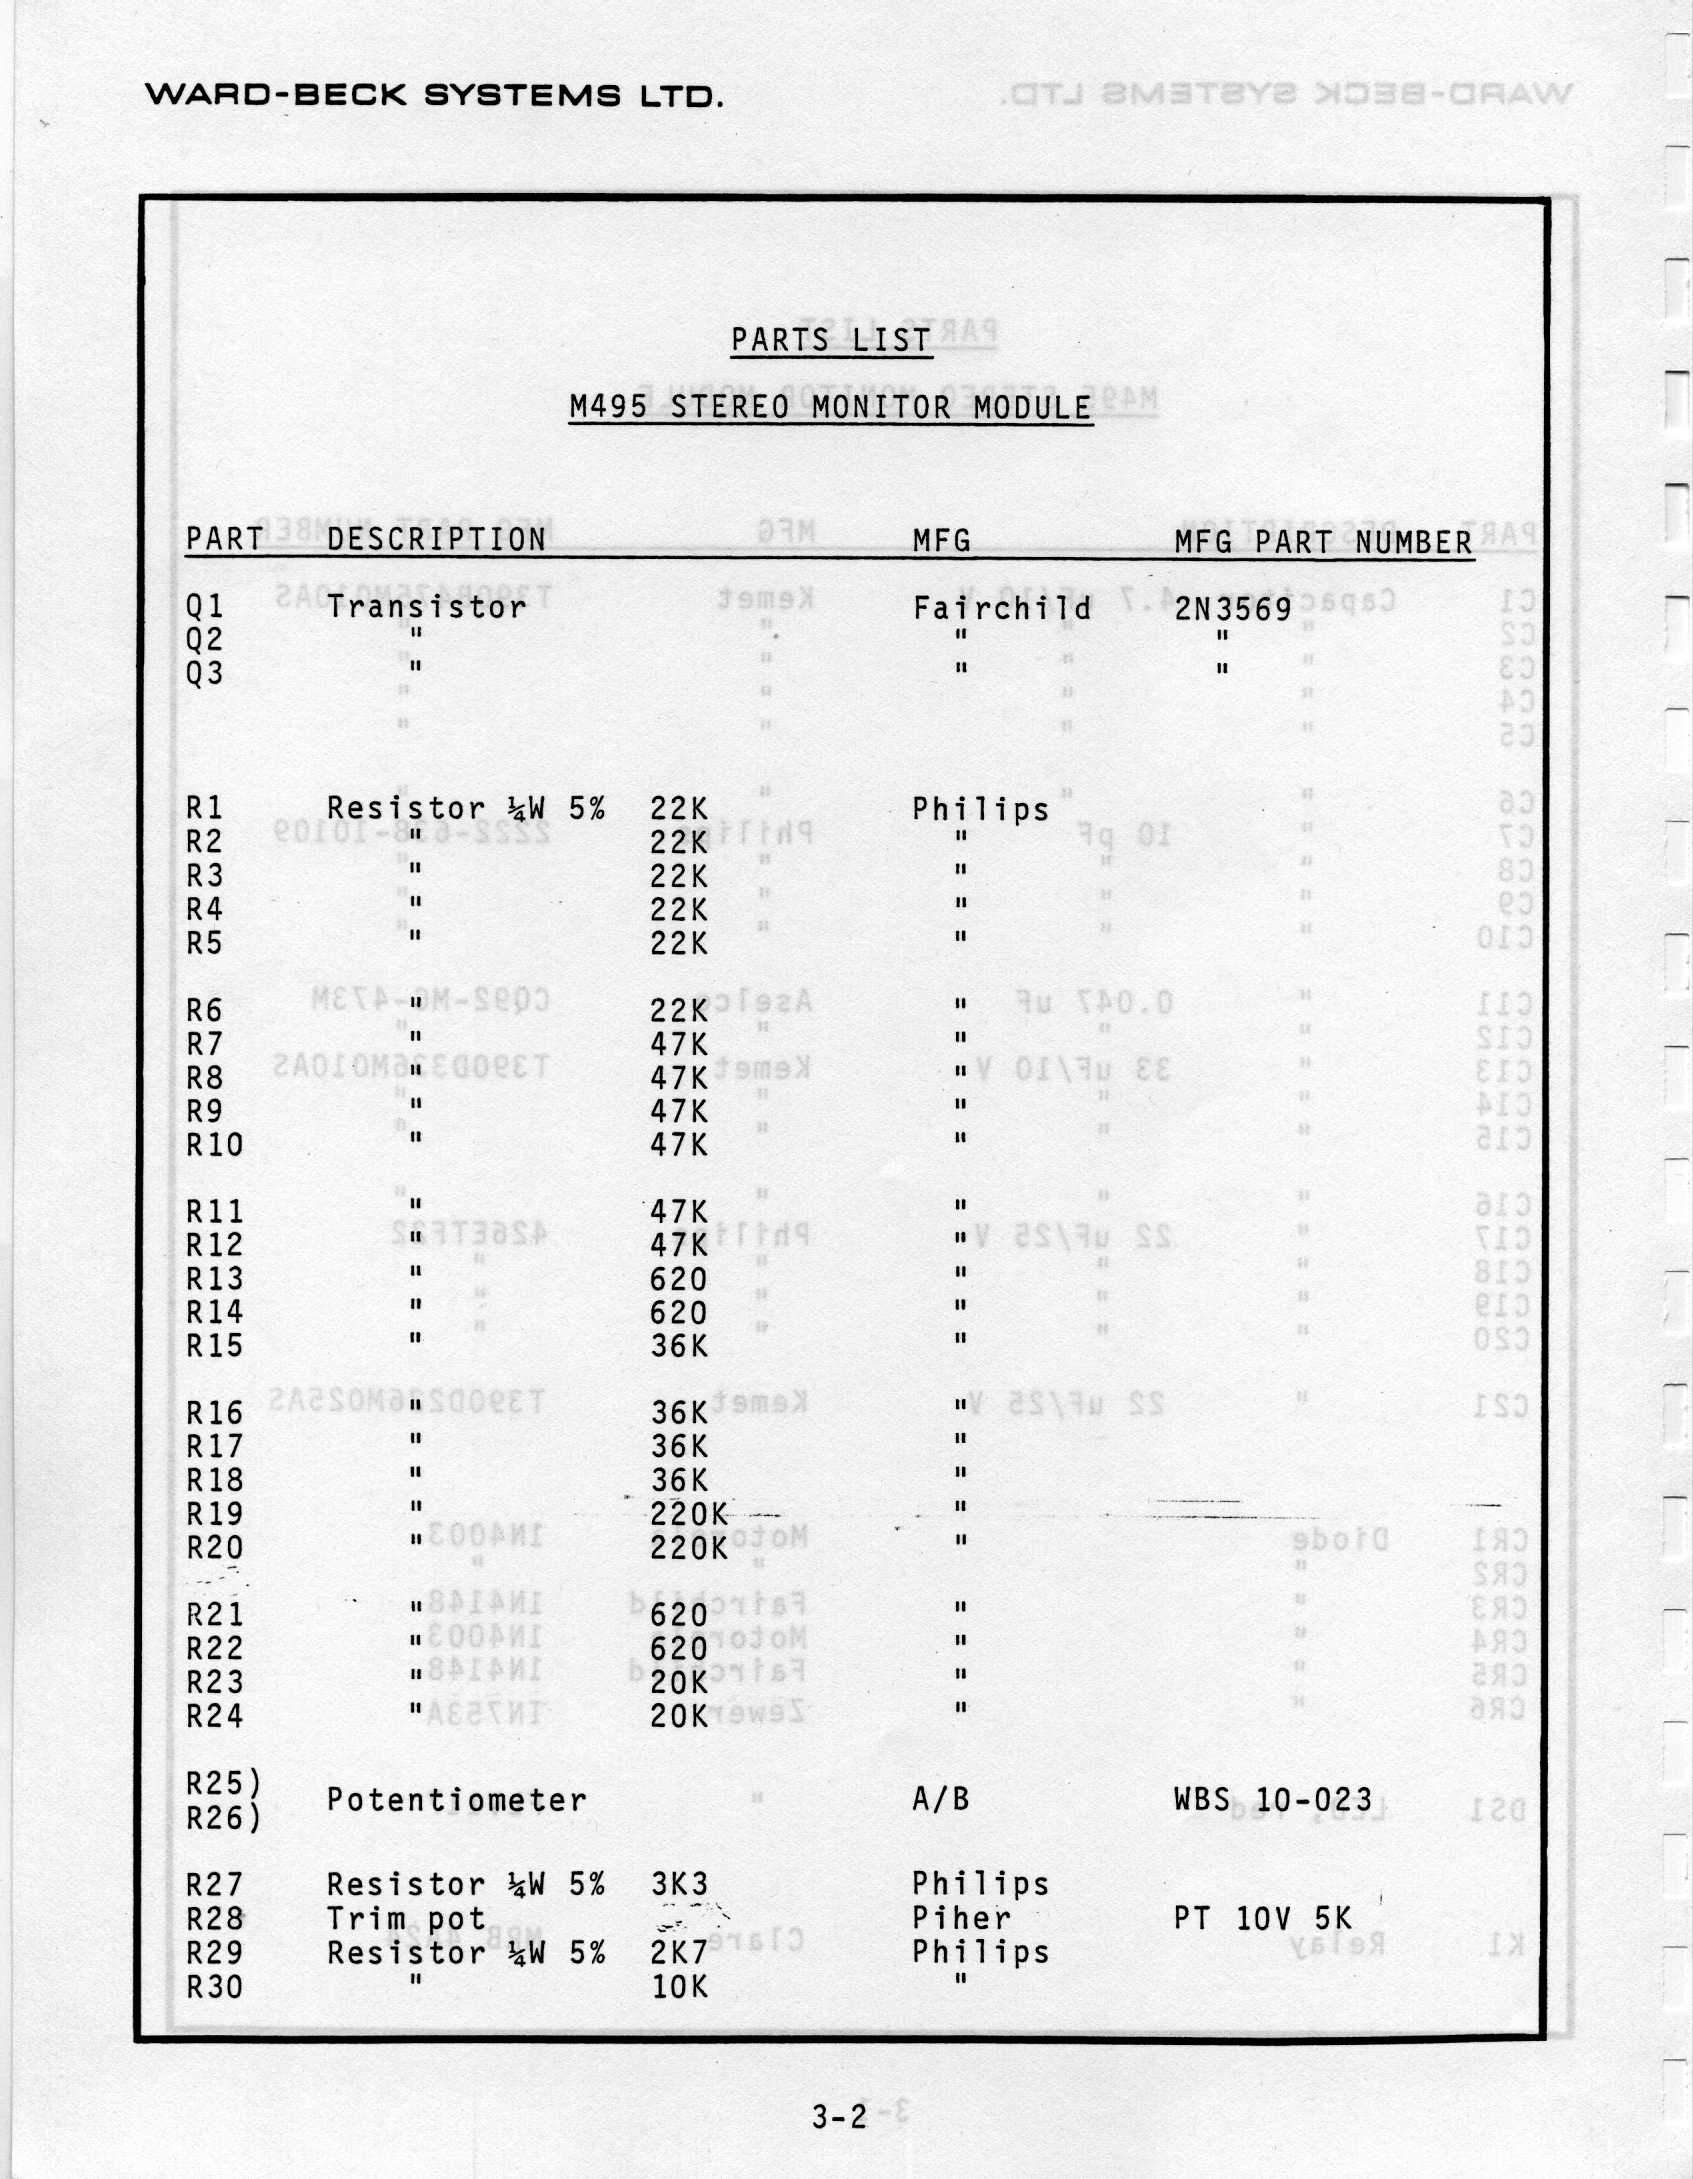 WARD-BECK SYSTEMS LTD.
PARTS LIST
M495 STEREO MONITOR MODULE
PART DESCRIPTION MFG MFG PART NUMBER
Q1 Transistor Fairchild 2N3569
Q2 " " "
Q3 " " "
R1 Resistor ¼W 5% 22K Philips
R2 " 22K "
R3 " 22K "
R4 " 22K "
R5 " 22K "
R6 " 22K "
R7 " 47K "
R8 " 47K "
R9 " 47K "
R10 " 47K "
R11 " 47K "
R12 " 47K "
R13 " 620 "
R14 " 620 "
R15 " 36K "
R16 " 36K "
R17 " 36K "
R18 " 36K "
R19 " 220K "
R20 " 220K "
R21 " 620 "
R22 " 620 "
R23 " 20K "
R24 " 20K "
R25)
R26) Potentiometer A/B WBS 10-023
R27 Resistor ¼W 5% 3K3 Philips
R28 Trim pot Piher PT 10V 5K
R29 Resistor ¼W 5% 2K7 Philips
R30 " 10K "
3-2